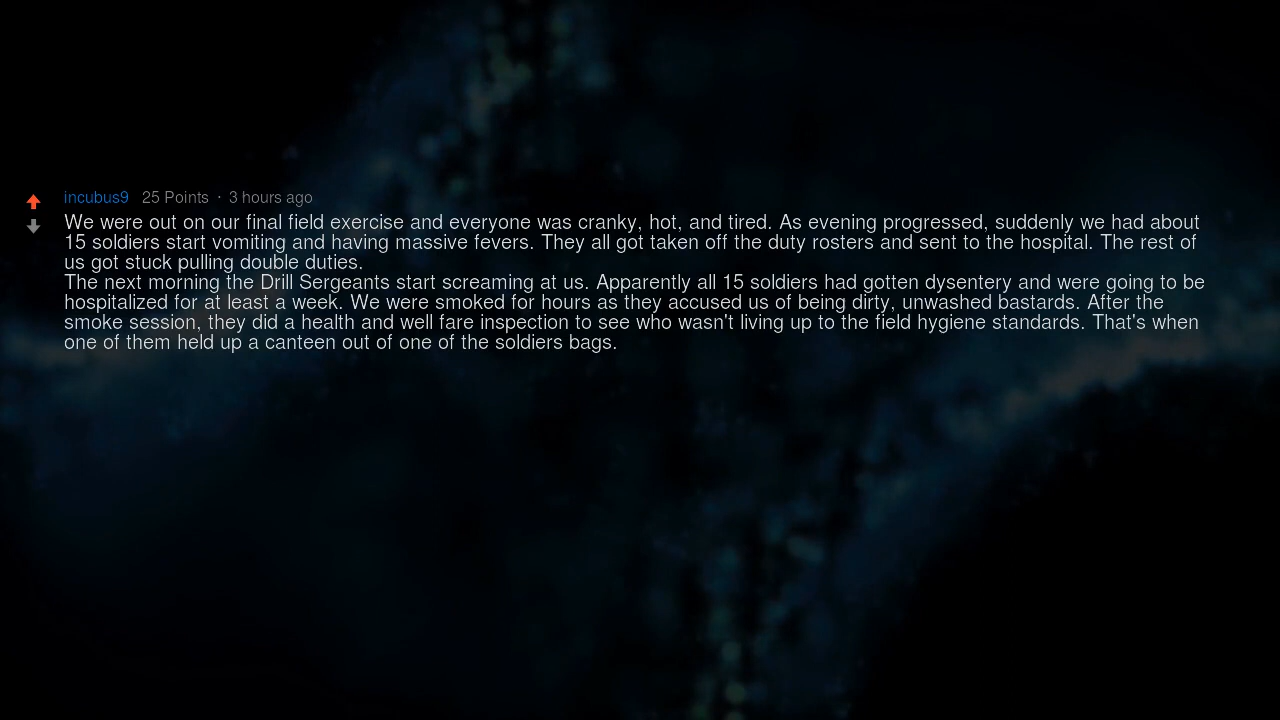 incubus9 25 Points · 3 hours ago
We were out on our final field exercise and everyone was cranky, hot, and tired. As evening progressed, suddenly we had about
15 soldiers start vomiting and having massive fevers. They all got taken off the duty rosters and sent to the hospital. The rest of
us got stuck pulling double duties.
The next morning the Drill Sergeants start screaming at us. Apparently all 15 soldiers had gotten dysentery and were going to be
hospitalized for at least a week. We were smoked for hours as they accused us of being dirty, unwashed bastards. After the
smoke session, they did a health and well fare inspection to see who wasn't living up to the field hygiene standards. That's when
one of them held up a canteen out of one of the soldiers bags.